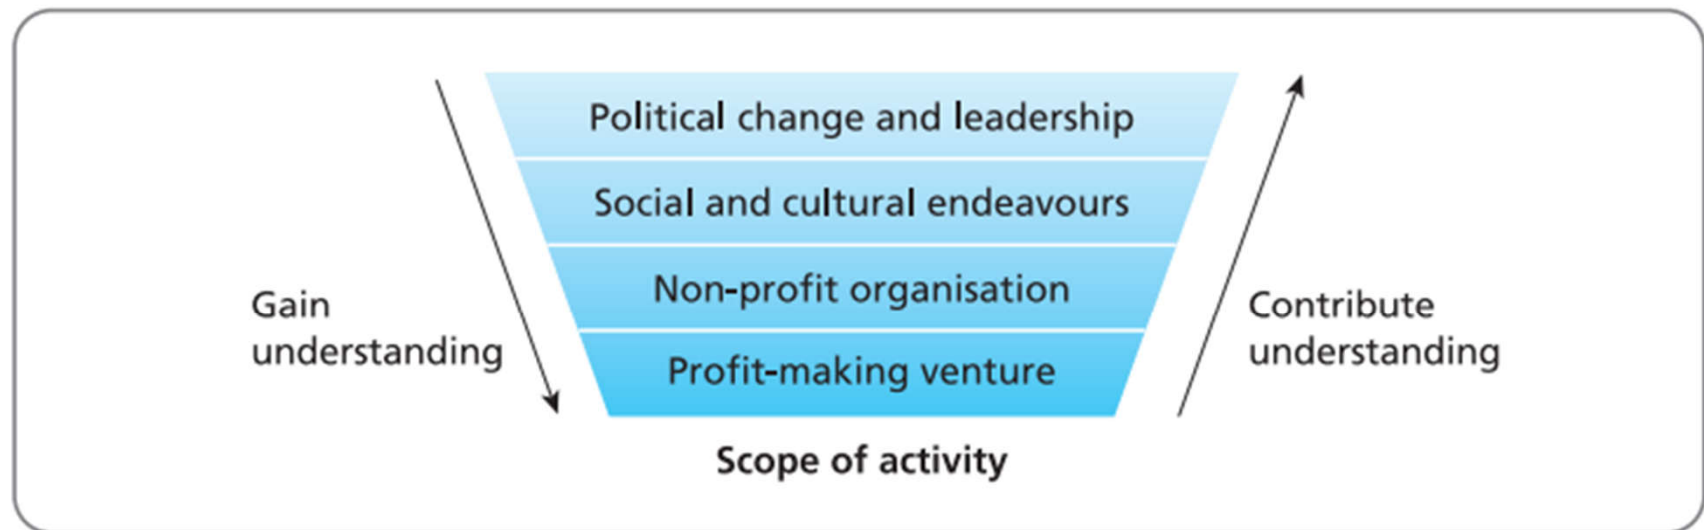 Political change and leadership
Social and cultural endeavours
Non-profit organisation
Profit-making venture
Gain
understanding
Contribute
understanding
Scope of activity